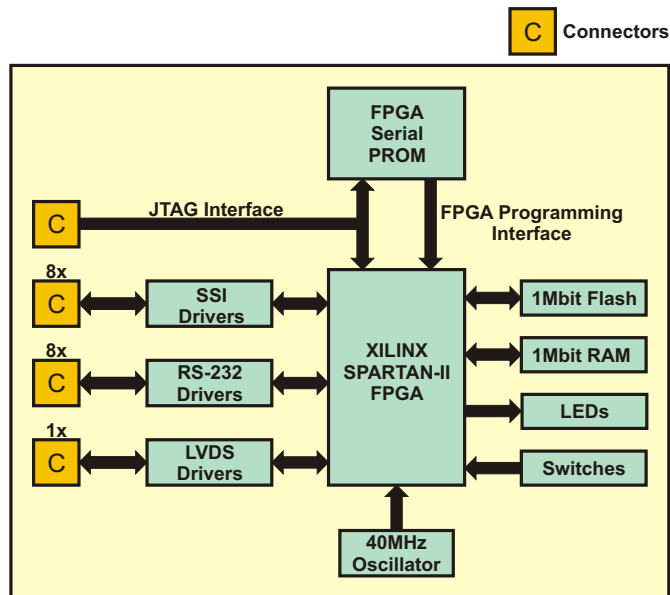 C Connectors
FPGA
Serial
PROM
JTAG Interface
C
FPGA Programming
Interface
8x
C
SSI
Drivers
1Mbit Flash
8x
C
RS-232
Drivers
XILINX
SPARTAN-II
FPGA
1Mbit RAM
LEDs
1x
C
LVDS
Drivers
Switches
40MHz
Oscillator